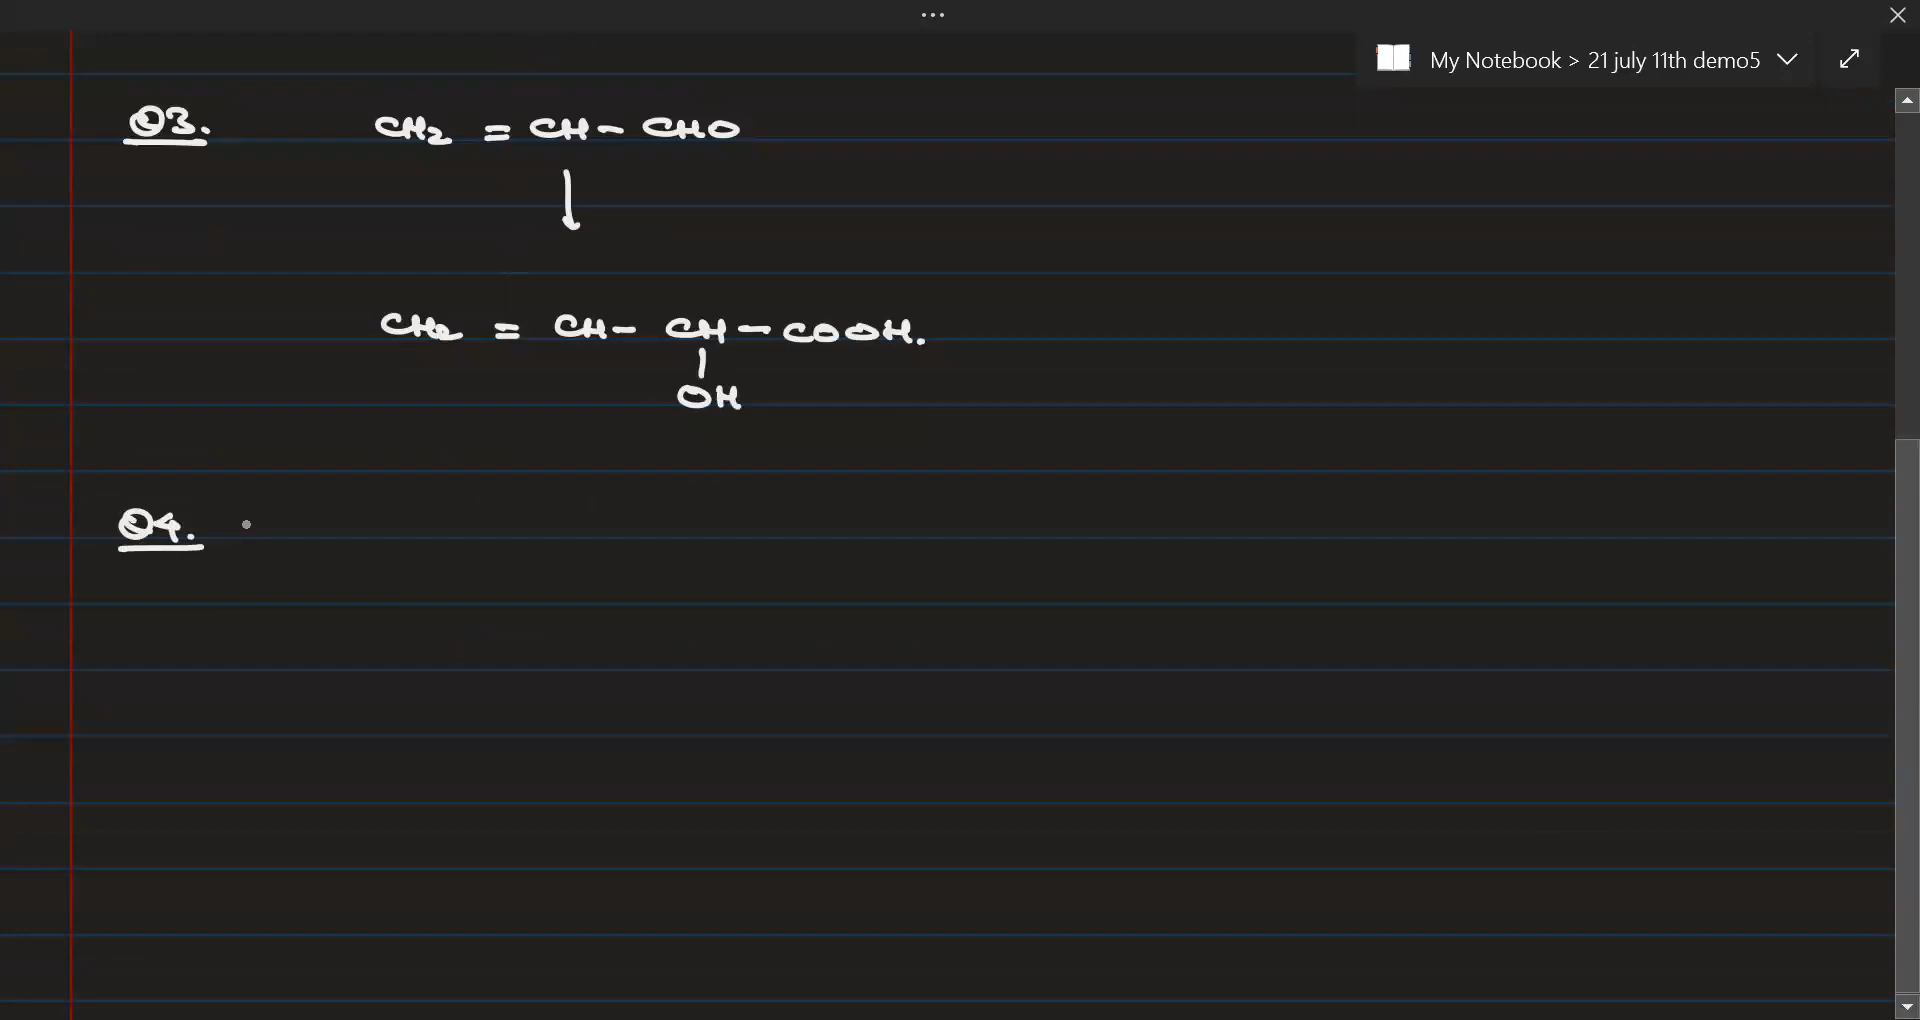 ...
My Notebook > 21 july 11th demo5
Q3. CH2 = CH - CHO
CH2 = CH - CH - COOH.
OH
Q4.